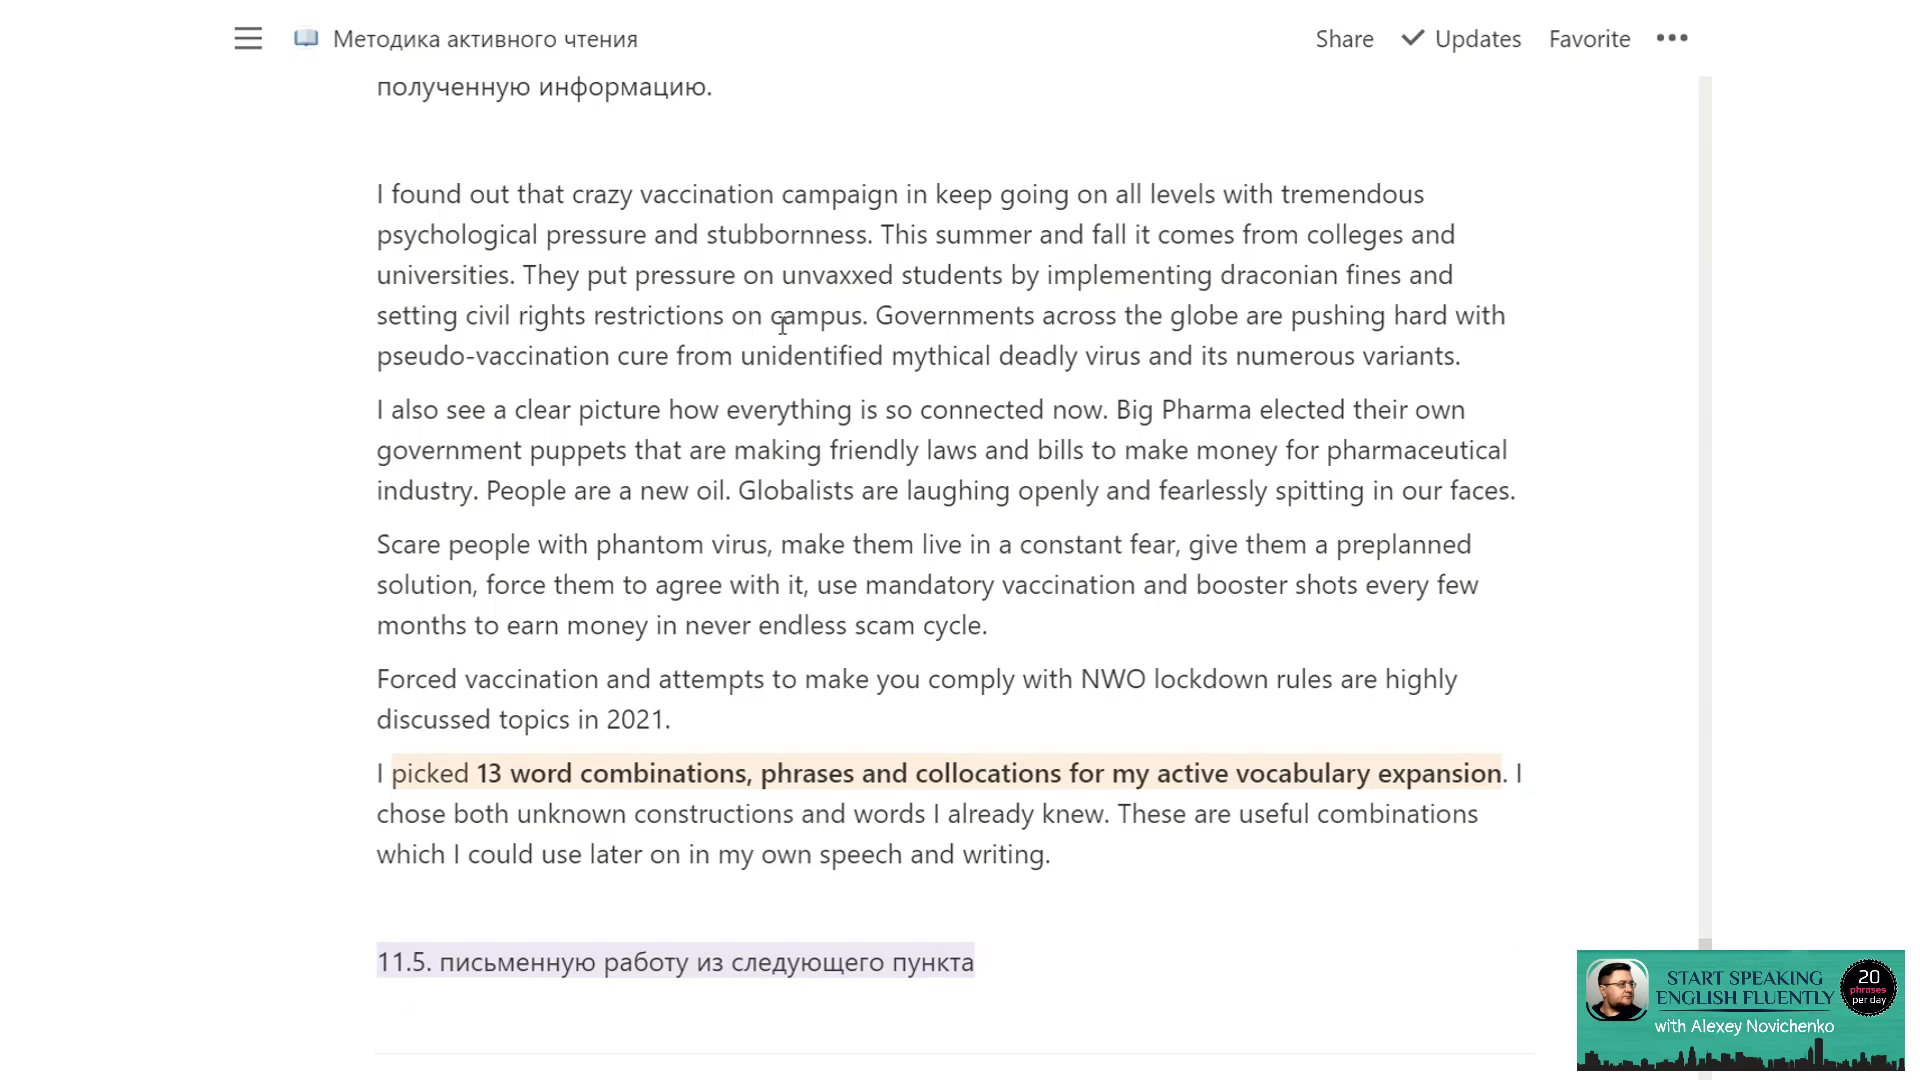 Методика активного чтения
Share
Updates
Favorite
полученную информацию.
I found out that crazy vaccination campaign in keep going on all levels with tremendous
psychological pressure and stubbornness. This summer and fall it comes from colleges and
universities. They put pressure on unvaxxed students by implementing draconian fines and
setting civil rights restrictions on campus. Governments across the globe are pushing hard with
pseudo-vaccination cure from unidentified mythical deadly virus and its numerous variants.
I also see a clear picture how everything is so connected now. Big Pharma elected their own
government puppets that are making friendly laws and bills to make money for pharmaceutical
industry. People are a new oil. Globalists are laughing openly and fearlessly spitting in our faces.
Scare people with phantom virus, make them live in a constant fear, give them a preplanned
solution, force them to agree with it, use mandatory vaccination and booster shots every few
months to earn money in never endless scam cycle.
Forced vaccination and attempts to make you comply with NWO lockdown rules are highly
discussed topics in 2021.
I picked 13 word combinations, phrases and collocations for my active vocabulary expansion. I
chose both unknown constructions and words I already knew. These are useful combinations
which I could use later on in my own speech and writing.
11.5. письменную работу из следующего пункта
START SPEAKING
ENGLISH FLUENTLY
with Alexey Novichenko
20
phrases
per day